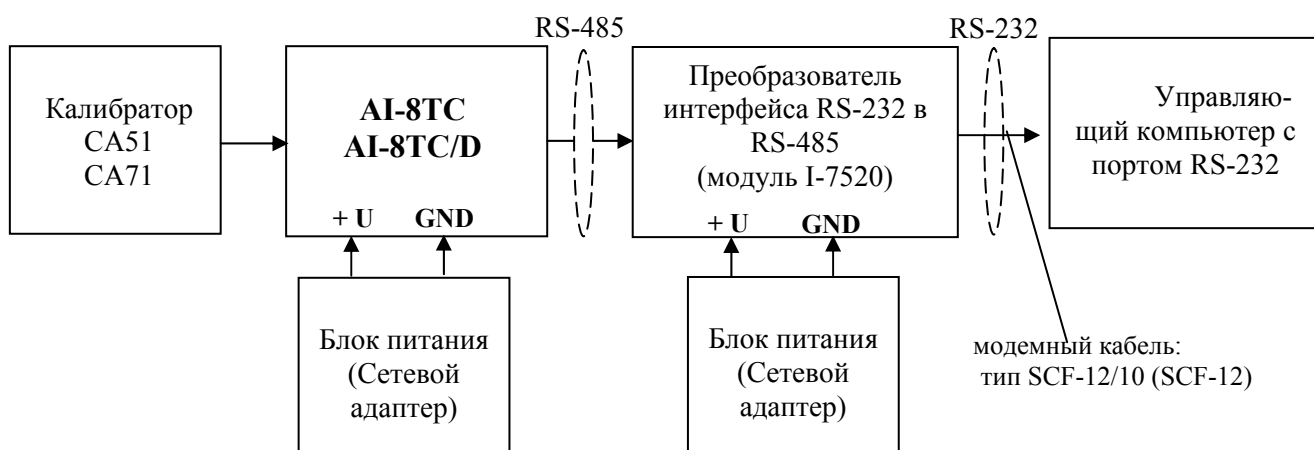 RS-485
RS-232
Калибратор
СА51
СА71
AI-8TC
AI-8TC/D
+ U GND
Преобразователь
интерфейса RS-232 в
RS-485
(модуль I-7520)
+ U GND
Управляю-
щий компьютер с
портом RS-232
Блок питания
(Сетевой
адаптер)
Блок питания
(Сетевой
адаптер)
модемный кабель:
тип SCF-12/10 (SCF-12)